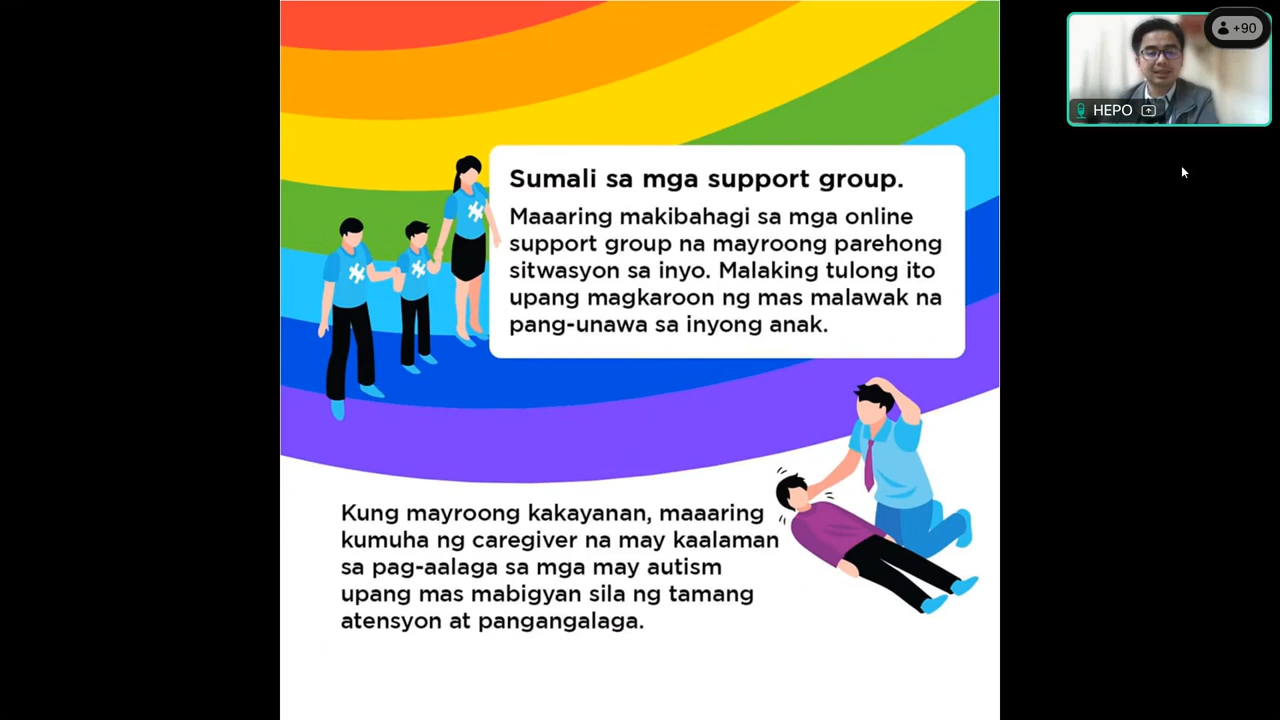 +90
HEPO
Sumali sa mga support group.
Maaaring makibahagi sa mga online
support group na mayroong parehong
sitwasyon sa inyo. Malaking tulong ito
upang magkaroon ng mas malawak na
pang-unawa sa inyong anak.
Kung mayroong kakayanan, maaaring
kumuha ng caregiver na may kaalaman
sa pag-aalaga sa mga may autism
upang mas mabigyan sila ng tamang
atensyon at pangangalaga.